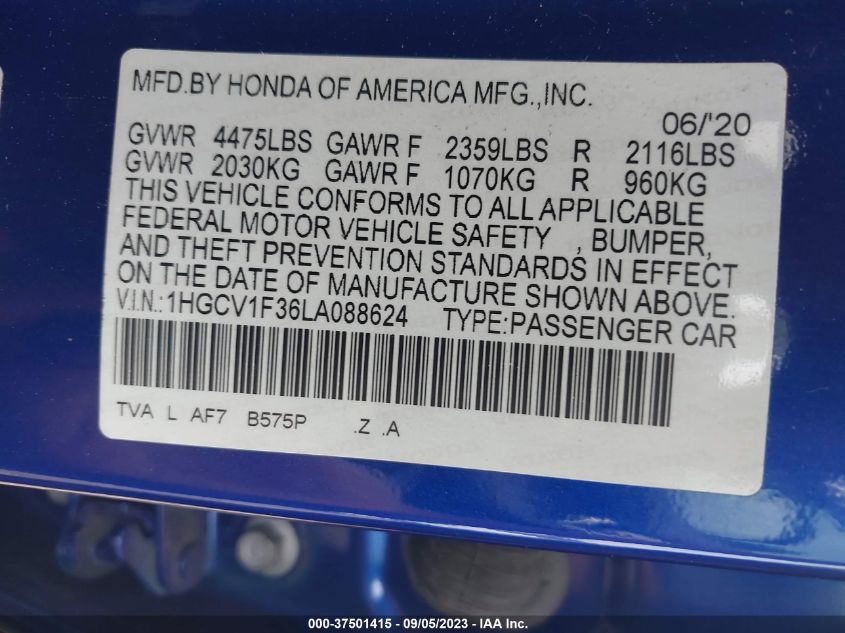 MFD.BY HONDA OF AMERICA MFG.,INC.
06/'20
GVWR 4475LBS GAWR F 2359LBS R 2116LBS
GVWR 2030KG GAWR F 1070KG R 960KG
THIS VEHICLE CONFORMS TO ALL APPLICABLE
FEDERAL MOTOR VEHICLE SAFETY , BUMPER,
AND THEFT PREVENTION STANDARDS IN EFFECT
ON THE DATE OF MANUFACTURE SHOWN ABOVE.
V.I.N.:1HGCV1F36LA088624 TYPE:PASSENGER CAR
TVA L AF7 B575P .Z .A
000-37501415 - 09/05/2023 - IAA Inc.